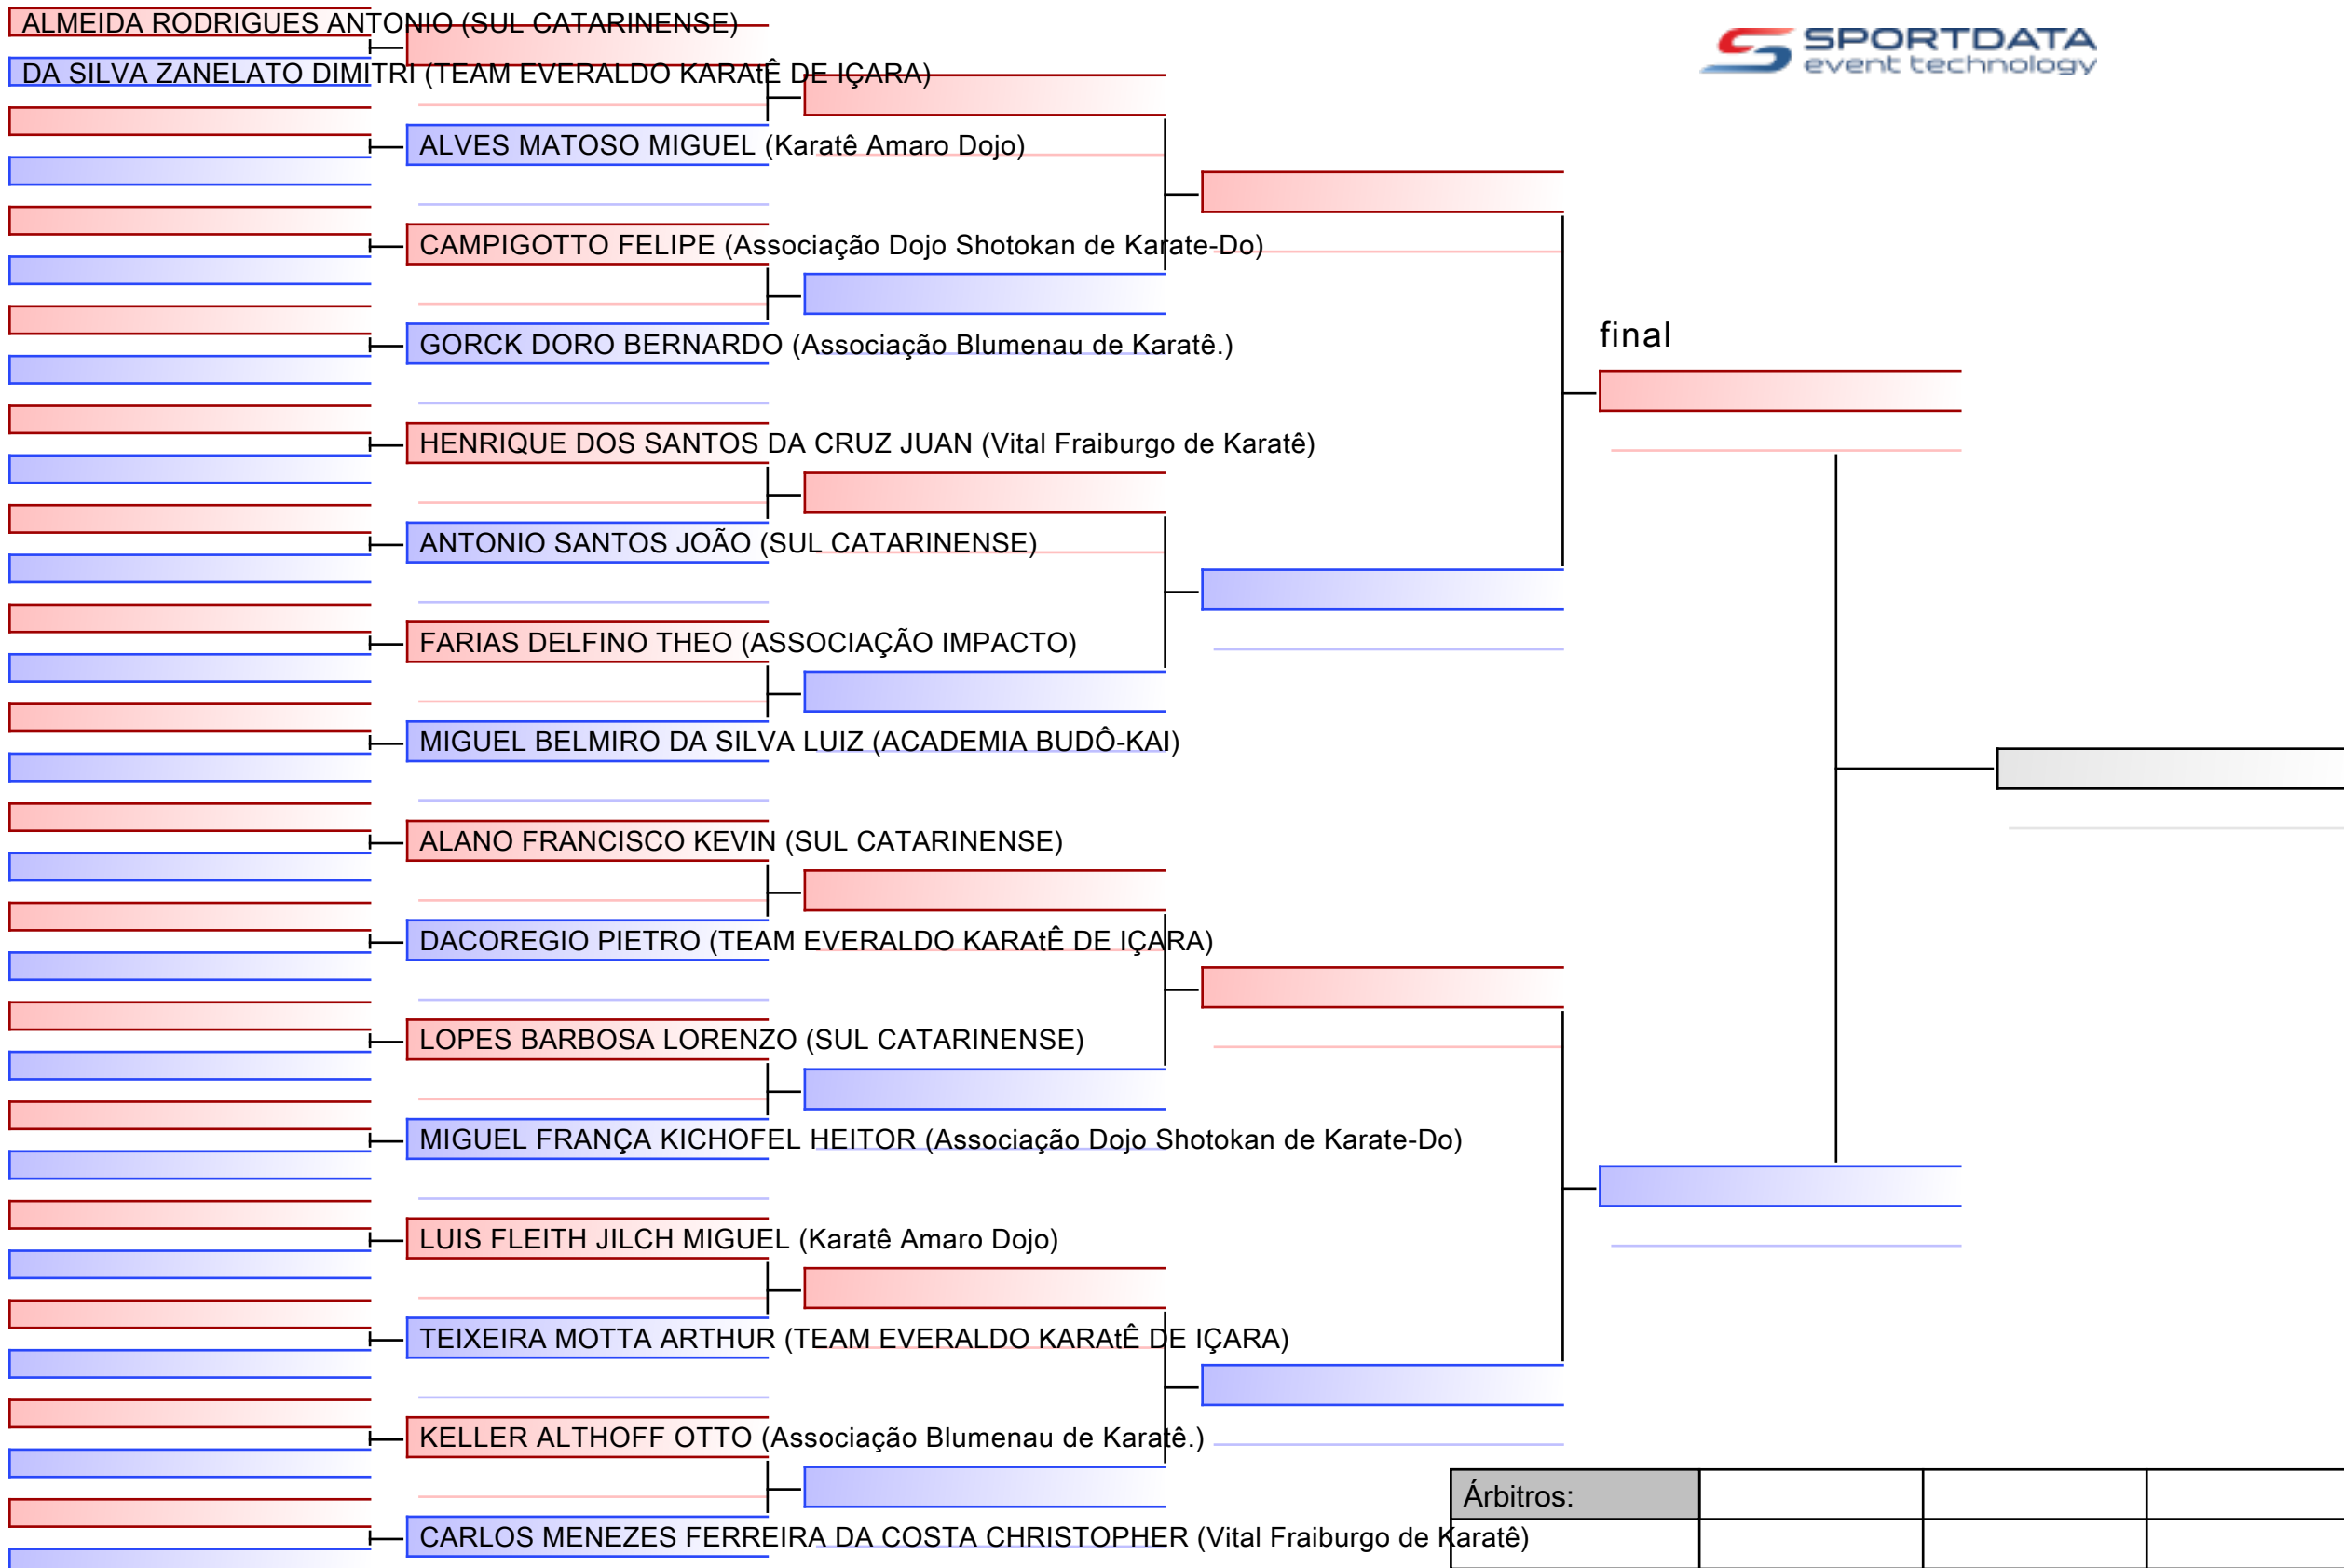 ALMEIDA RODRIGUES ANTONIO (SUL CATARINENSE)
SPORTDATA
event technology
DA SILVA ZANELATO DIMITRI (TEAM EVERALDO KARAtÊ DE IÇARA)
ALVES MATOSO MIGUEL (Karatê Amaro Dojo)
CAMPIGOTTO FELIPE (Associação Dojo Shotokan de Karate-Do)
final
GORCK DORO BERNARDO (Associação Blumenau de Karatê.)
HENRIQUE DOS SANTOS DA CRUZ JUAN (Vital Fraiburgo de Karatê)
ANTONIO SANTOS JOÃO (SUL CATARINENSE)
FARIAS DELFINO THEO (ASSOCIAÇÃO IMPACTO)
MIGUEL BELMIRO DA SILVA LUIZ (ACADEMIA BUDÔ-KAI)
ALANO FRANCISCO KEVIN (SUL CATARINENSE)
DACOREGIO PIETRO (TEAM EVERALDO KARAtÊ DE IÇARA)
LOPES BARBOSA LORENZO (SUL CATARINENSE)
MIGUEL FRANÇA KICHOFEL HEITOR (Associação Dojo Shotokan de Karate-Do)
LUIS FLEITH JILCH MIGUEL (Karatê Amaro Dojo)
TEIXEIRA MOTTA ARTHUR (TEAM EVERALDO KARAtÊ DE IÇARA)
KELLER ALTHOFF OTTO (Associação Blumenau de Karatê.)
Árbitros:
CARLOS MENEZES FERREIRA DA COSTA CHRISTOPHER (Vital Fraiburgo de Karatê)